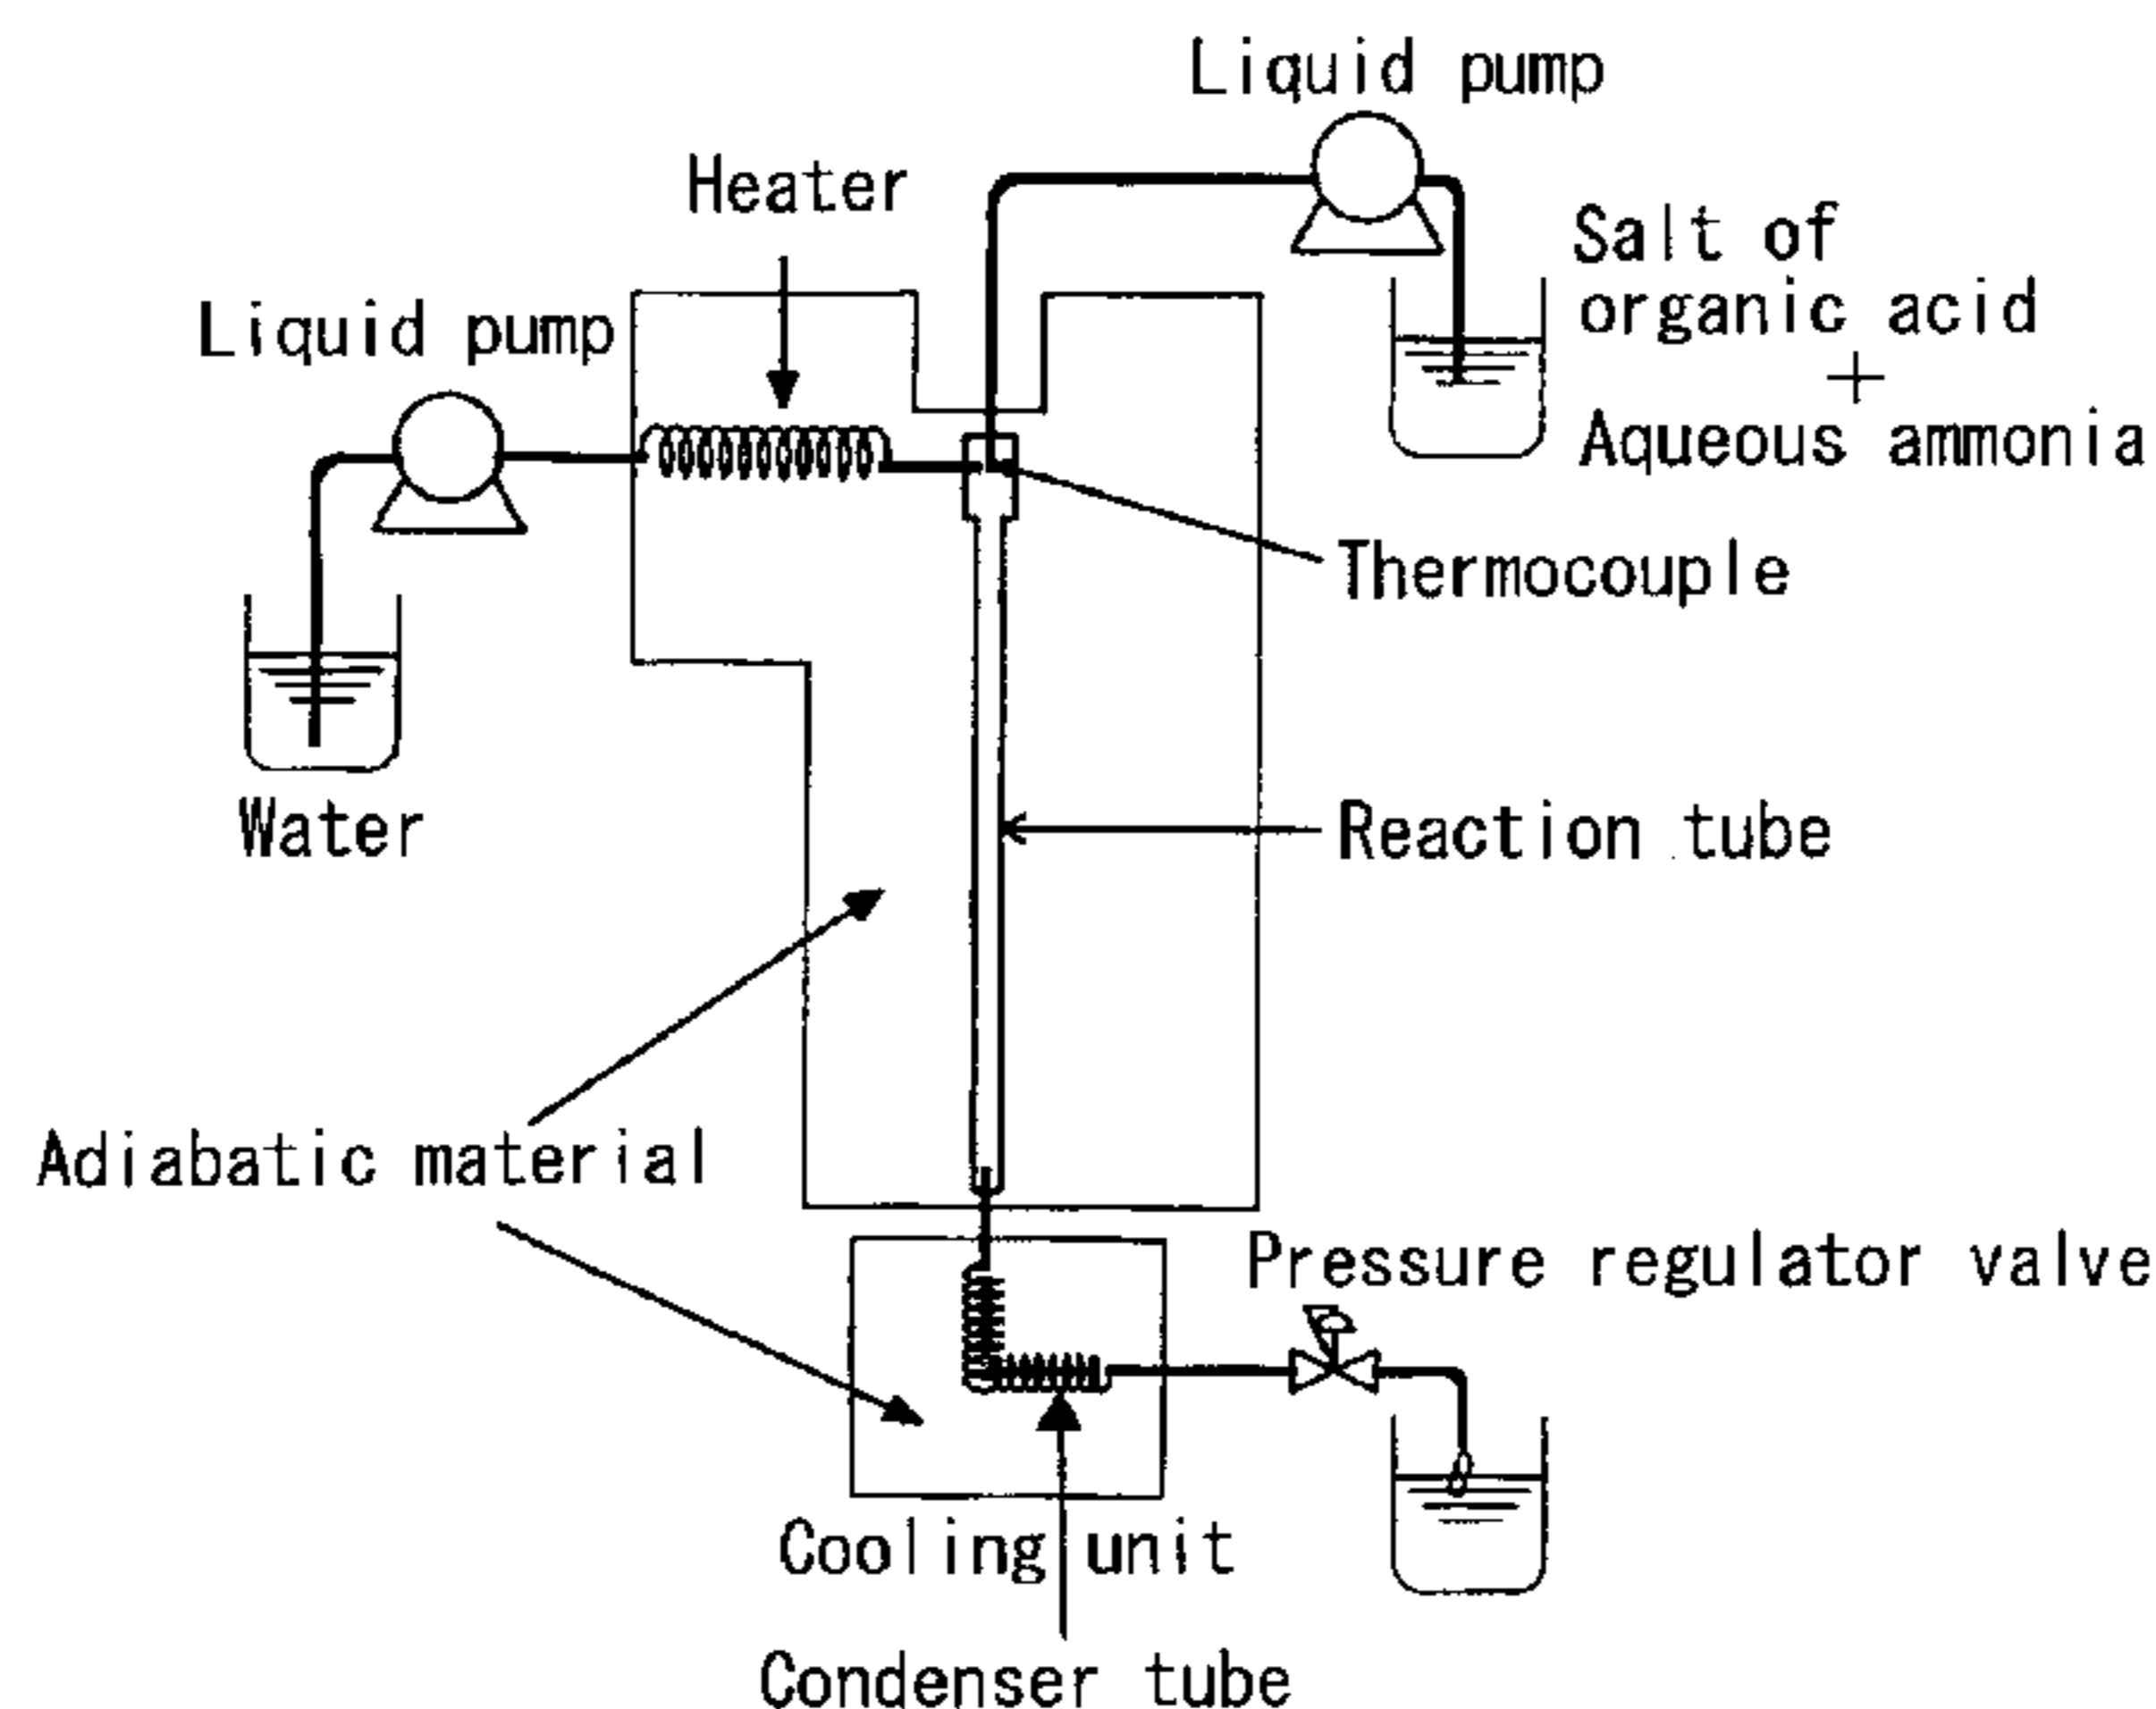 Liquid pump
Heater
Salt of
organic acid
+
Aqueous ammonia
Liquid pump
Thermocouple
Water
Reaction tube
Adiabatic material
Pressure regulator valve
Cooling unit
Condenser tube